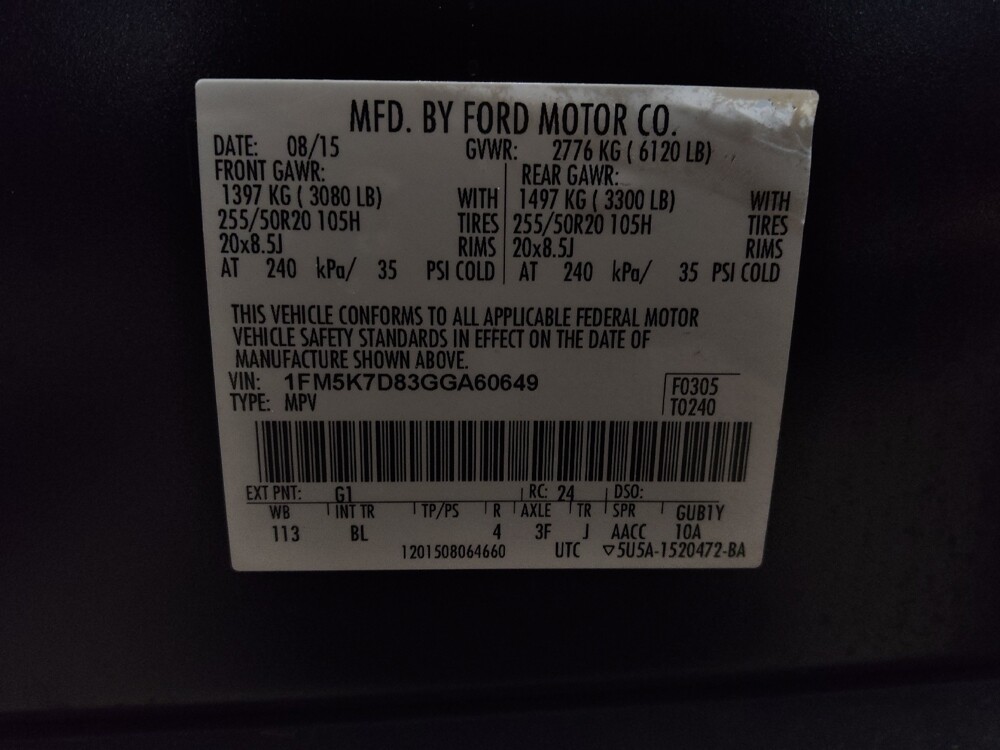 MFD. BY FORD MOTOR CO.
DATE: 08/15 GVWR: 2776 KG ( 6120 LB)
FRONT GAWR: REAR GAWR:
1397 KG ( 3080 LB) WITH 1497 KG ( 3300 LB) WITH
255/50R20 105H TIRES 255/50R20 105H TIRES
20x8.5J RIMS 20x8.5J RIMS
AT 240 kPa/ 35 PSI COLD AT 240 kPa/ 35 PSI COLD
THIS VEHICLE CONFORMS TO ALL APPLICABLE FEDERAL MOTOR
VEHICLE SAFETY STANDARDS IN EFFECT ON THE DATE OF
MANUFACTURE SHOWN ABOVE.
VIN: 1FM5K7D83GGA60649 F0305
TYPE: MPV T0240
EXT PNT: G1 RC: 24 DSO:
WB INT TR TP/PS R AXLE TR SPR GUB1Y
113 BL 4 3F J AACC 10A
1201508064660 UTC ▽5U5A-1520472-BA